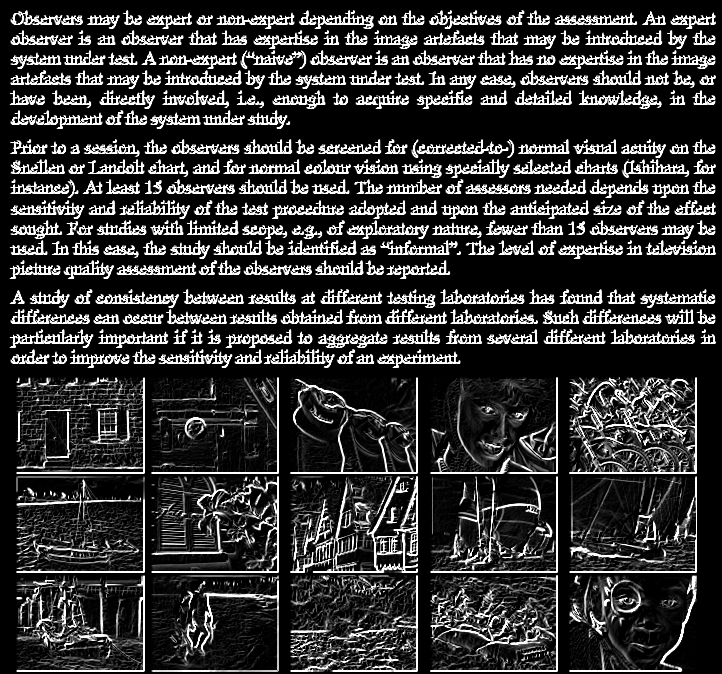 Observers may be expert or non-expert depending on the objectives of the assessment. An expert
observer is an observer that has expertise in the image artefacts that may be introduced by the
system under test. A non-expert (“naive”) observer is an observer that has no expertise in the image
artefacts that may be introduced by the system under test. In any case, observers should not be, or
have been, directly involved, i.e., enough to acquire specific and detailed knowledge, in the
development of the system under study.
Prior to a session, the observers should be screened for (corrected-to-) normal visual acuity on the
Snellen or Landolt chart, and for normal colour vision using specially selected charts (Ishihara, for
instance). At least 15 observers should be used. The number of assessors needed depends upon the
sensitivity and reliability of the test procedure adopted and upon the anticipated size of the effect
sought. For studies with limited scope, e.g., of exploratory nature, fewer than 15 observers may be
used. In this case, the study should be identified as “informal”. The level of expertise in television
picture quality assessment of the observers should be reported.
A study of consistency between results at different testing laboratories has found that systematic
differences can occur between results obtained from different laboratories. Such differences will be
particularly important if it is proposed to aggregate results from several different laboratories in
order to improve the sensitivity and reliability of an experiment.